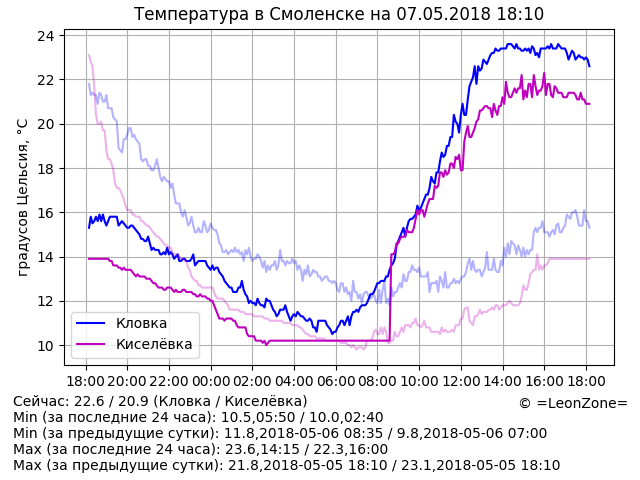 Температура в Смоленске на 07.05.2018 18:10
градусов Цельсия, °C
24
22
20
18
16
14
12
10
Кловка
Киселёвка
18:00 20:00 22:00 00:00 02:00 04:00 06:00 08:00 10:00 12:00 14:00 16:00 18:00
Сейчас: 22.6 / 20.9 (Кловка / Киселёвка)
© =LeonZone=
Min (за последние 24 часа): 10.5,05:50 / 10.0,02:40
Min (за предыдущие сутки): 11.8,2018-05-06 08:35 / 9.8,2018-05-06 07:00
Max (за последние 24 часа): 23.6,14:15 / 22.3,16:00
Max (за предыдущие сутки): 21.8,2018-05-05 18:10 / 23.1,2018-05-05 18:10